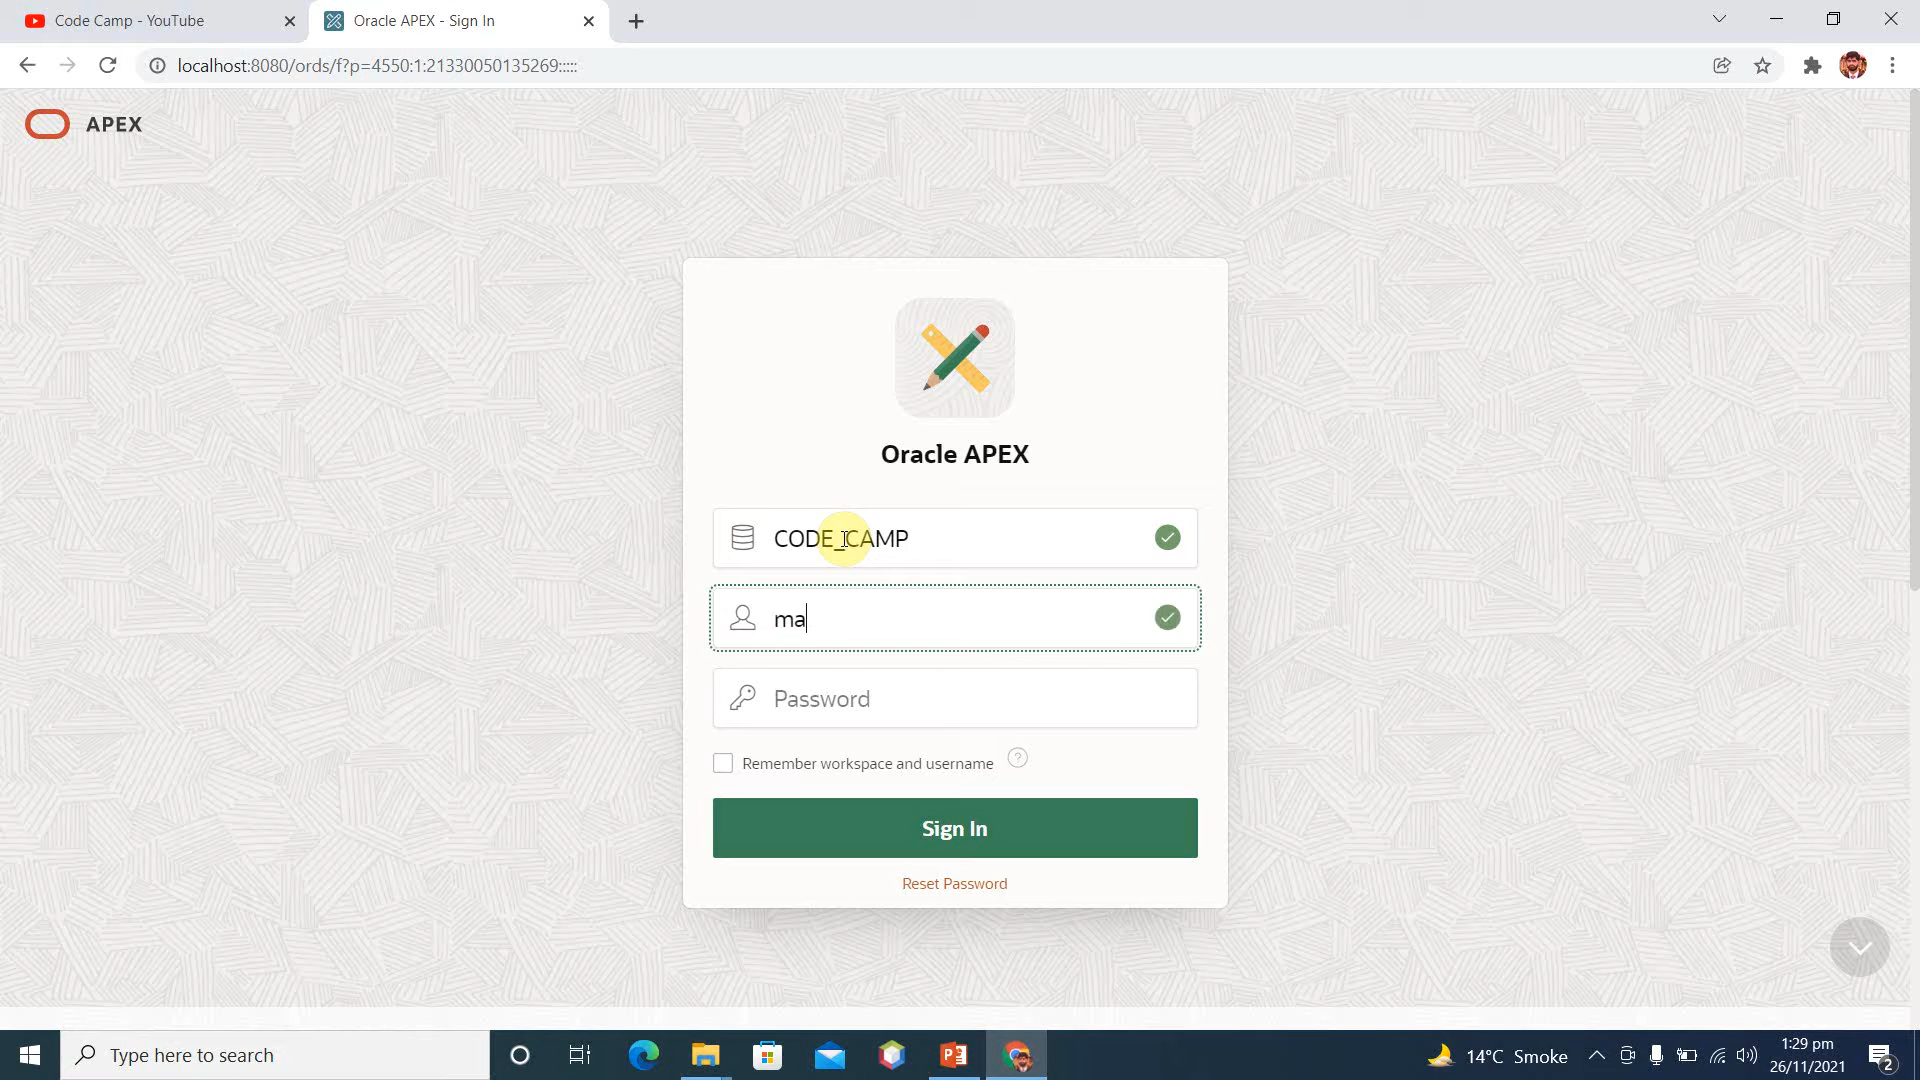 Code Camp - YouTube
Oracle APEX - Sign In
localhost:8080/ords/f?p=4550:1:21330050135269:::::
APEX
Oracle APEX
CODE_CAMP
ma
Password
Remember workspace and username
?
Sign In
Reset Password
Type here to search
14°C Smoke
1:29 pm
26/11/2021
2